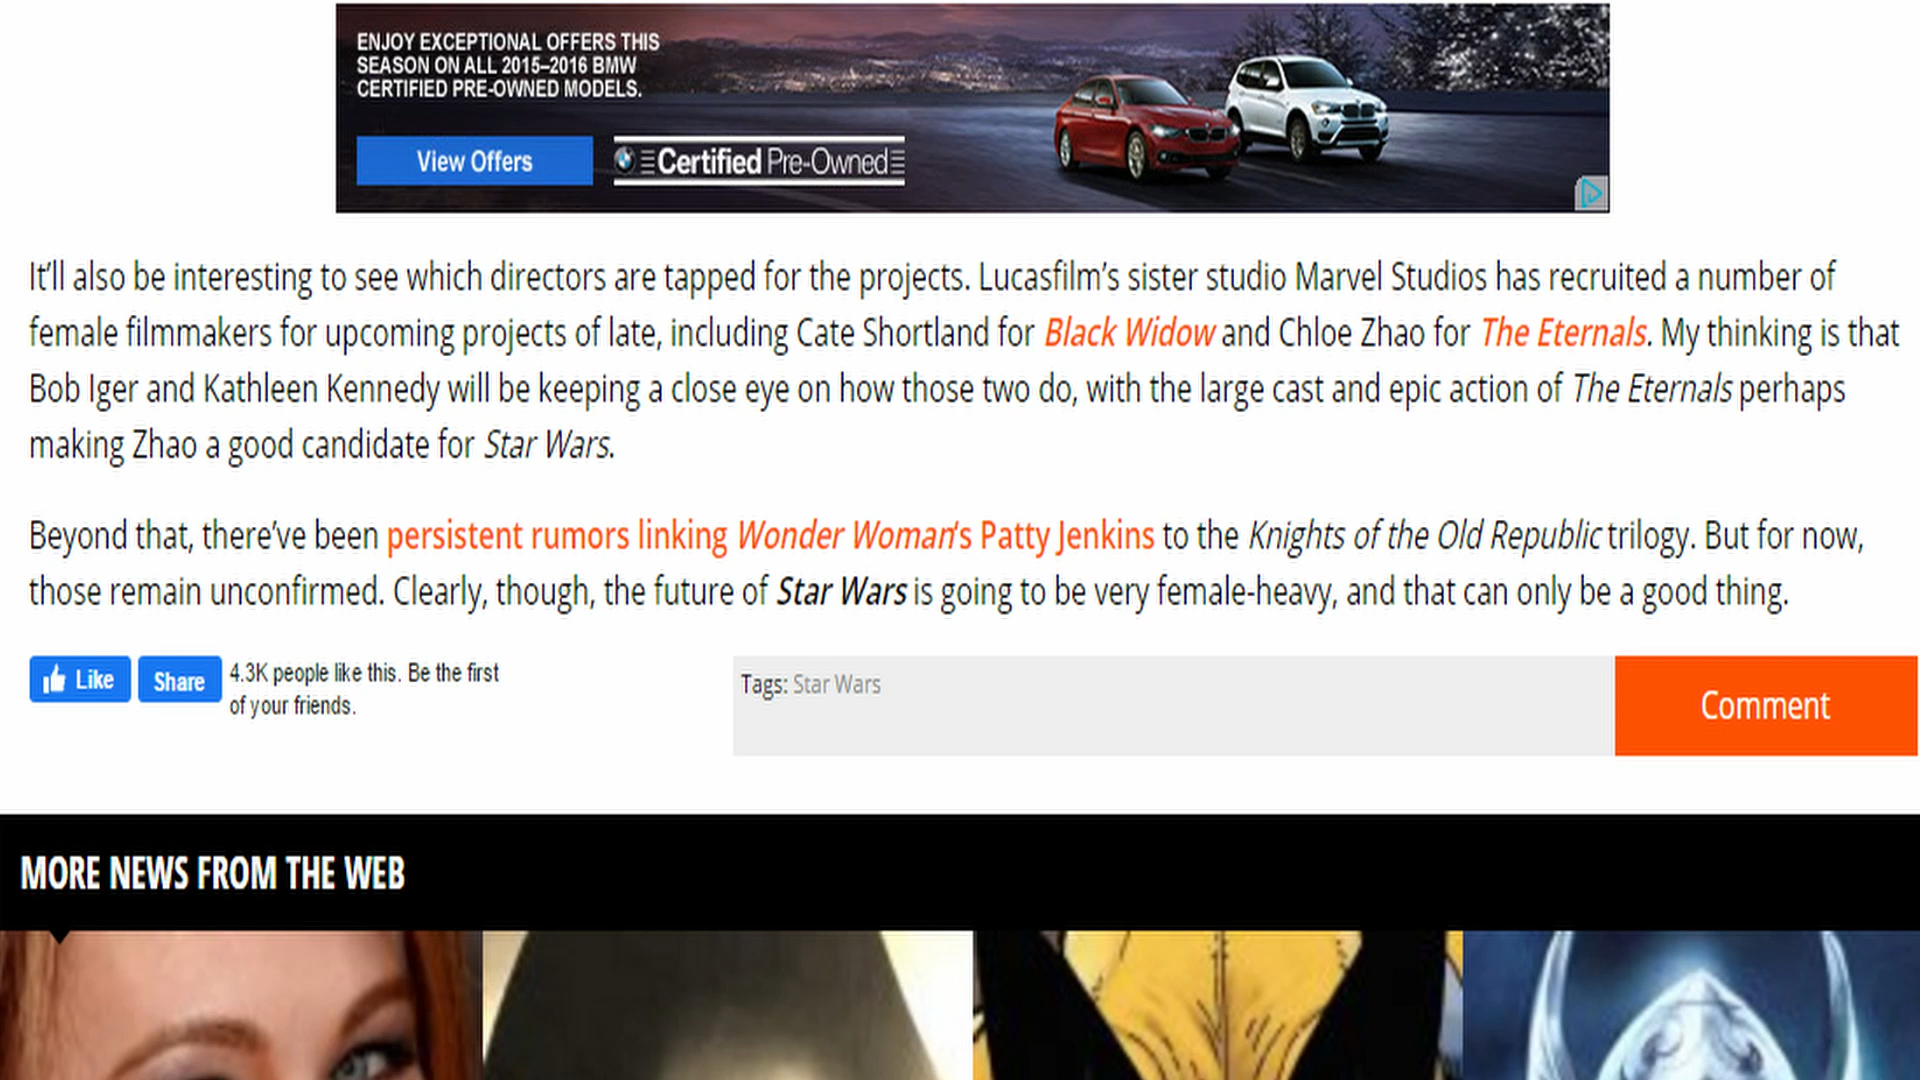 ENJOY EXCEPTIONAL OFFERS THIS
SEASON ON ALL 2015–2016 BMW
CERTIFIED PRE-OWNED MODELS.
View Offers
Certified Pre-Owned
It’ll also be interesting to see which directors are tapped for the projects. Lucasfilm’s sister studio Marvel Studios has recruited a number of
female filmmakers for upcoming projects of late, including Cate Shortland for Black Widow and Chloe Zhao for The Eternals. My thinking is that
Bob Iger and Kathleen Kennedy will be keeping a close eye on how those two do, with the large cast and epic action of The Eternals perhaps
making Zhao a good candidate for Star Wars.
Beyond that, there’ve been persistent rumors linking Wonder Woman‘s Patty Jenkins to the Knights of the Old Republic trilogy. But for now,
those remain unconfirmed. Clearly, though, the future of Star Wars is going to be very female-heavy, and that can only be a good thing.
Like Share 4.3K people like this. Be the first
of your friends.
Tags: Star Wars
Comment
MORE NEWS FROM THE WEB